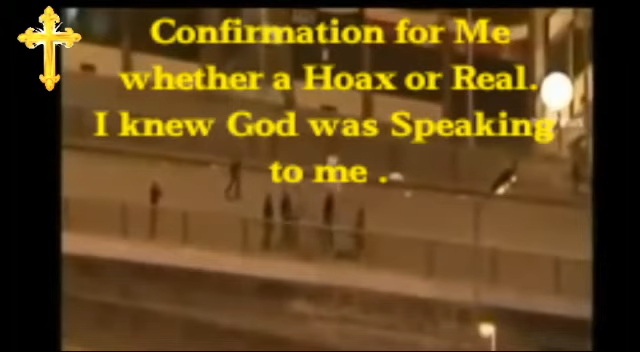 Confirmation for Me
whether a Hoax or Real.
I knew God was Speaking
to me .